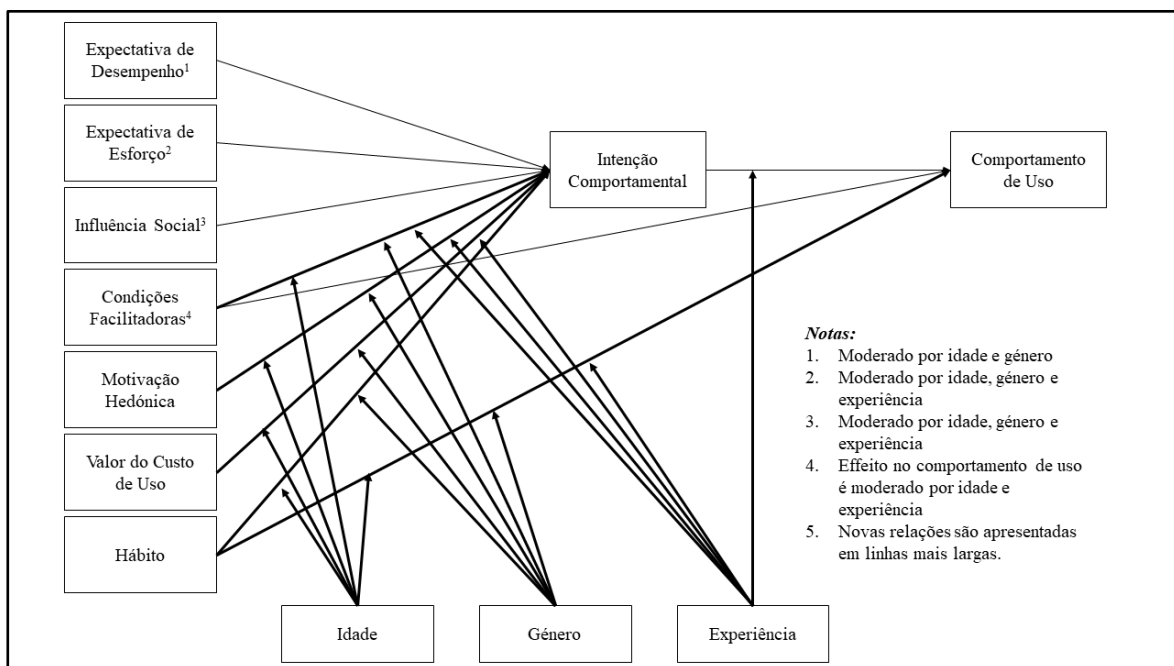 Expectativa de
Desempenho1
Expectativa de
Esforço2
Influência Social3
Condições
Facilitadoras4
Motivação
Hedónica
Valor do Custo
de Uso
Hábito
Intenção
Comportamental
Comportamento
de Uso
Notas:
1. Moderado por idade e género
2. Moderado por idade, género e
experiência
3. Moderado por idade, género e
experiência
4. Effeito no comportamento de uso
é moderado por idade e
experiência
5. Novas relações são apresentadas
em linhas mais largas.
Idade
Género
Experiência